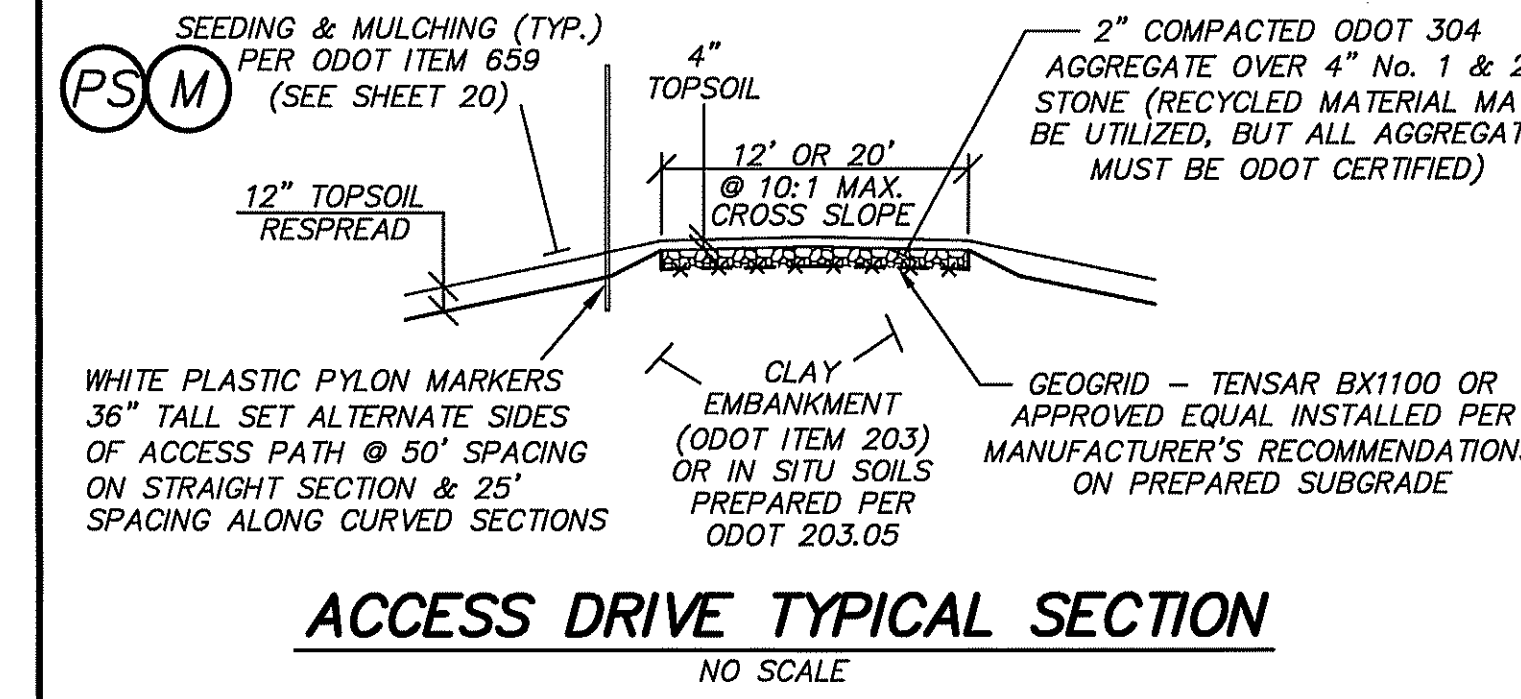 SEEDING & MULCHING (TYP.)
PER ODOT ITEM 659
(SEE SHEET 20)
PS M
4"
TOPSOIL
2" COMPACTED ODOT 304
AGGREGATE OVER 4" No. 1 & 2
STONE (RECYCLED MATERIAL
BE UTILIZED, BUT ALL
MUST BE ODOT CERTIFIED)
12' OR 20'
@ 10:1 MAX.
CROSS SLOPE
12" TOPSOIL
RESPREAD
WHITE PLASTIC PYLON MARKERS
36" TALL SET ALTERNATE SIDES
OF ACCESS PATH @ 50' SPACING
ON STRAIGHT SECTION & 25'
SPACING ALONG CURVED SECTIONS
CLAY
EMBANKMENT
(ODOT ITEM 203)
OR IN SITU SOILS
PREPARED PER
ODOT 203.05
GEOGRID - TENSAR BX1100 OR
APPROVED EQUAL INSTALLED PER
MANUFACTURER'S
ON PREPARED SUBGRADE
ACCESS DRIVE TYPICAL SECTION
NO SCALE